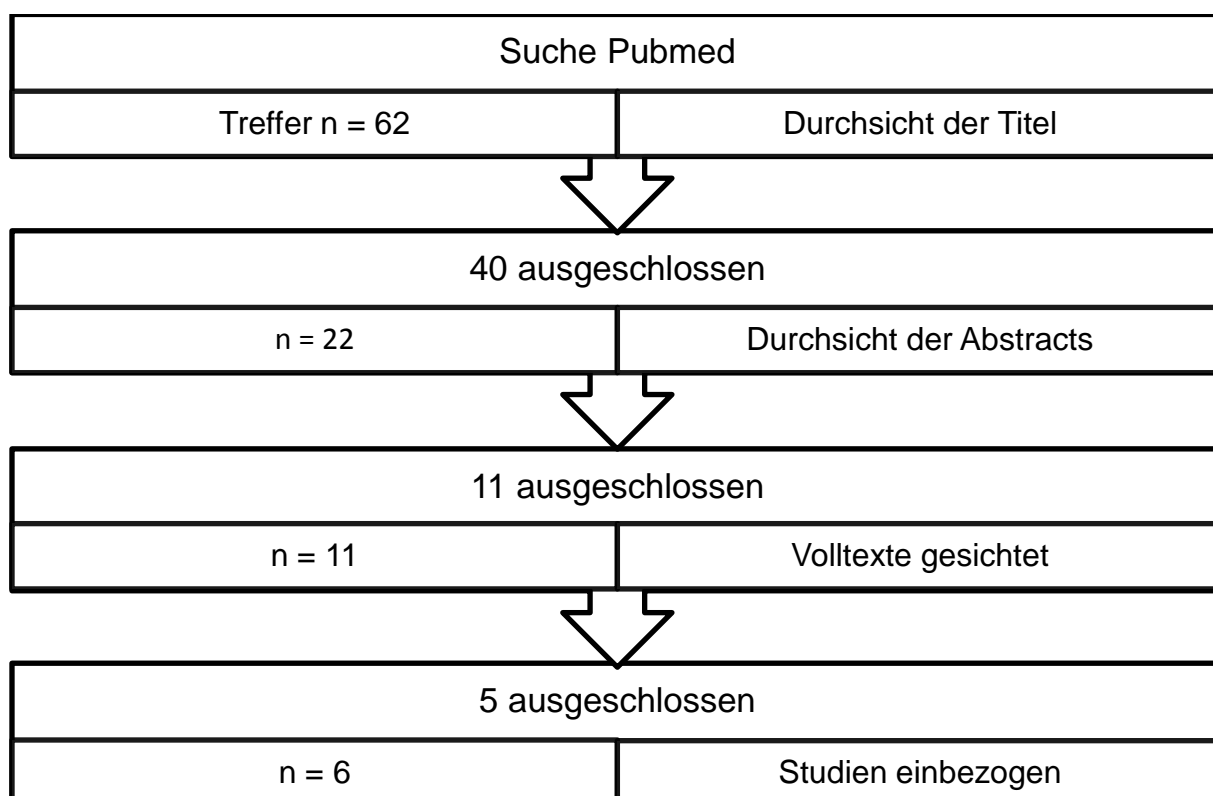 Suche Pubmed
Treffer n = 62
Durchsicht der Titel
40 ausgeschlossen
n = 22
Durchsicht der Abstracts
11 ausgeschlossen
n = 11
Volltexte gesichtet
5 ausgeschlossen
n = 6
Studien einbezogen